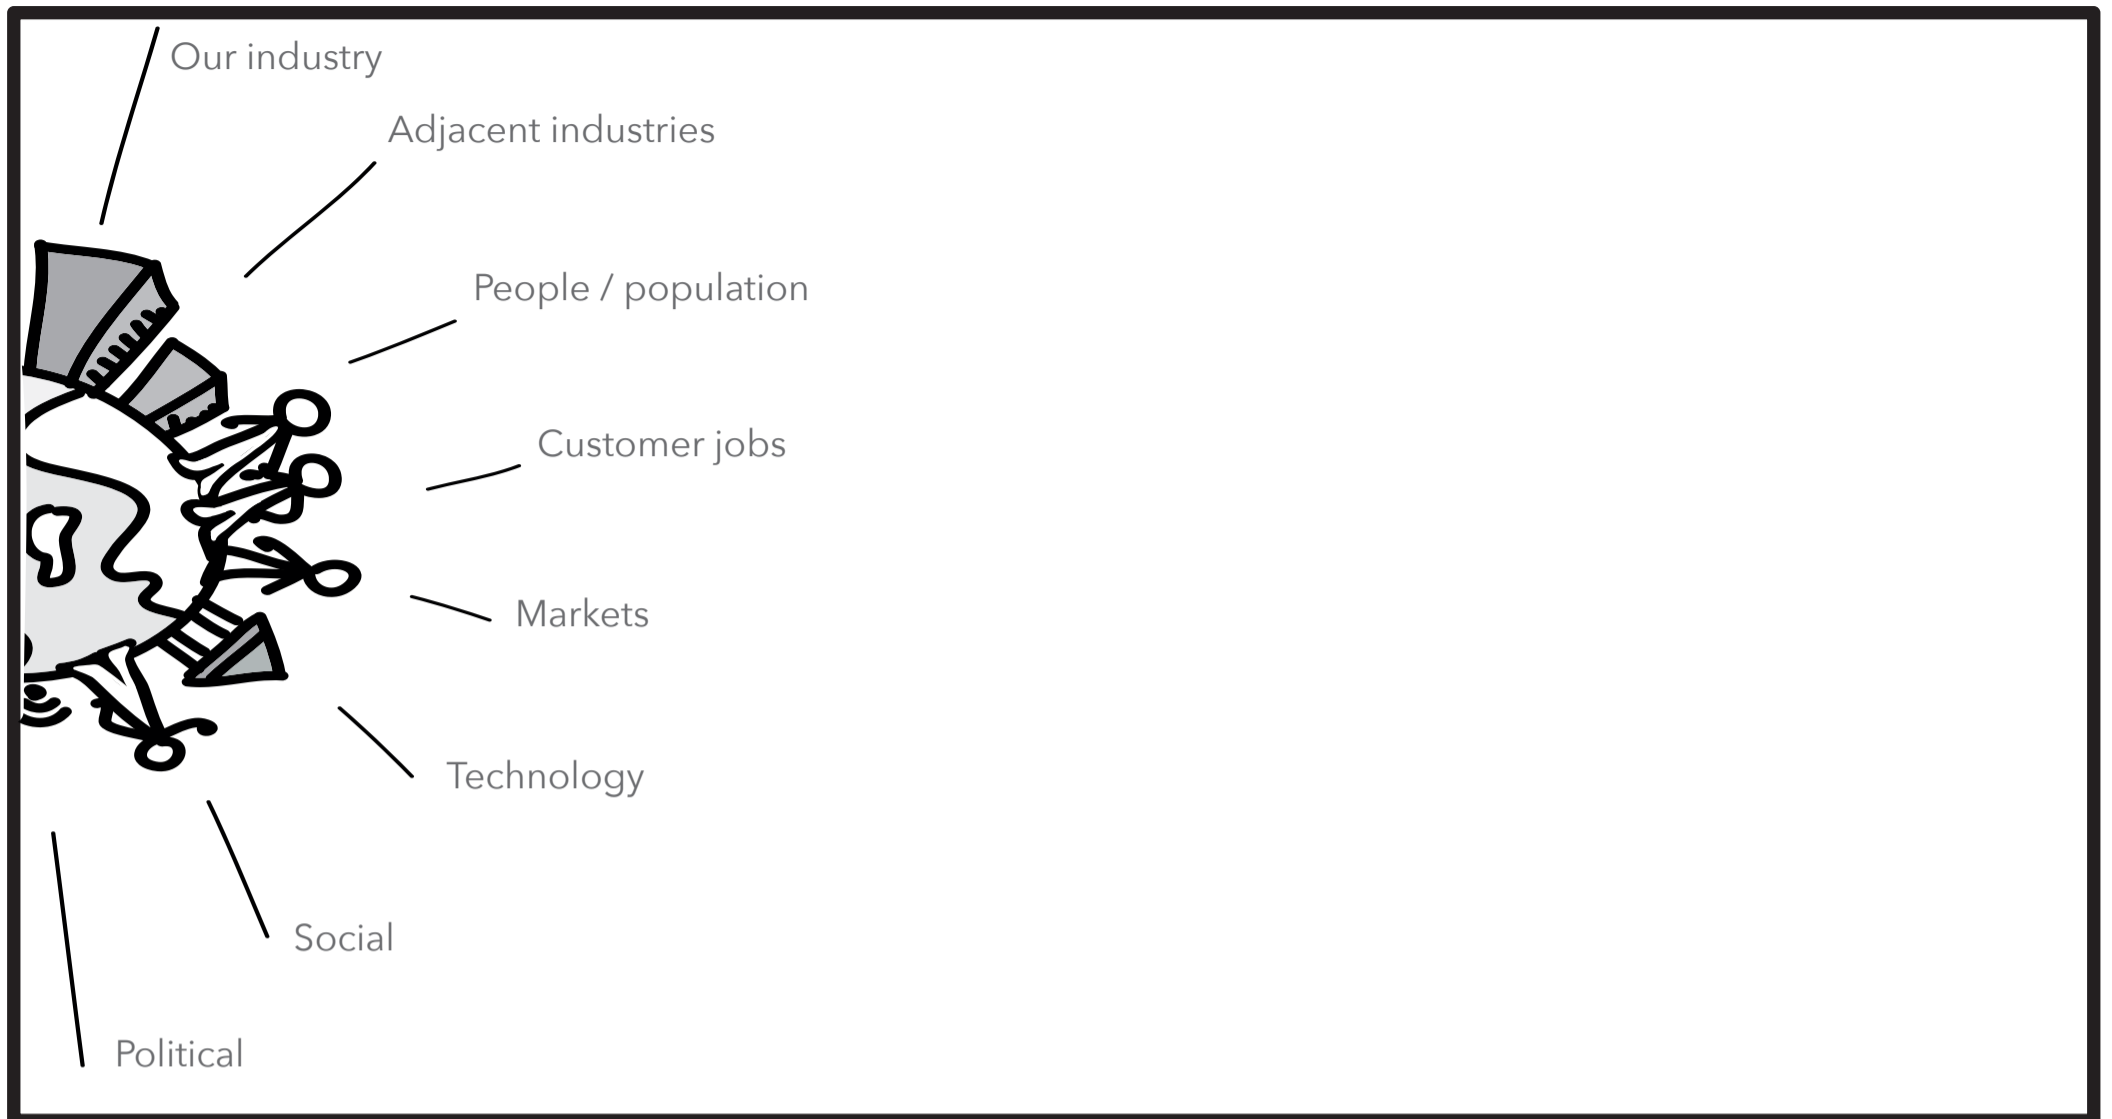 Our industry
Adjacent industries
People / population
Customer jobs
Markets
Technology
Social
Political